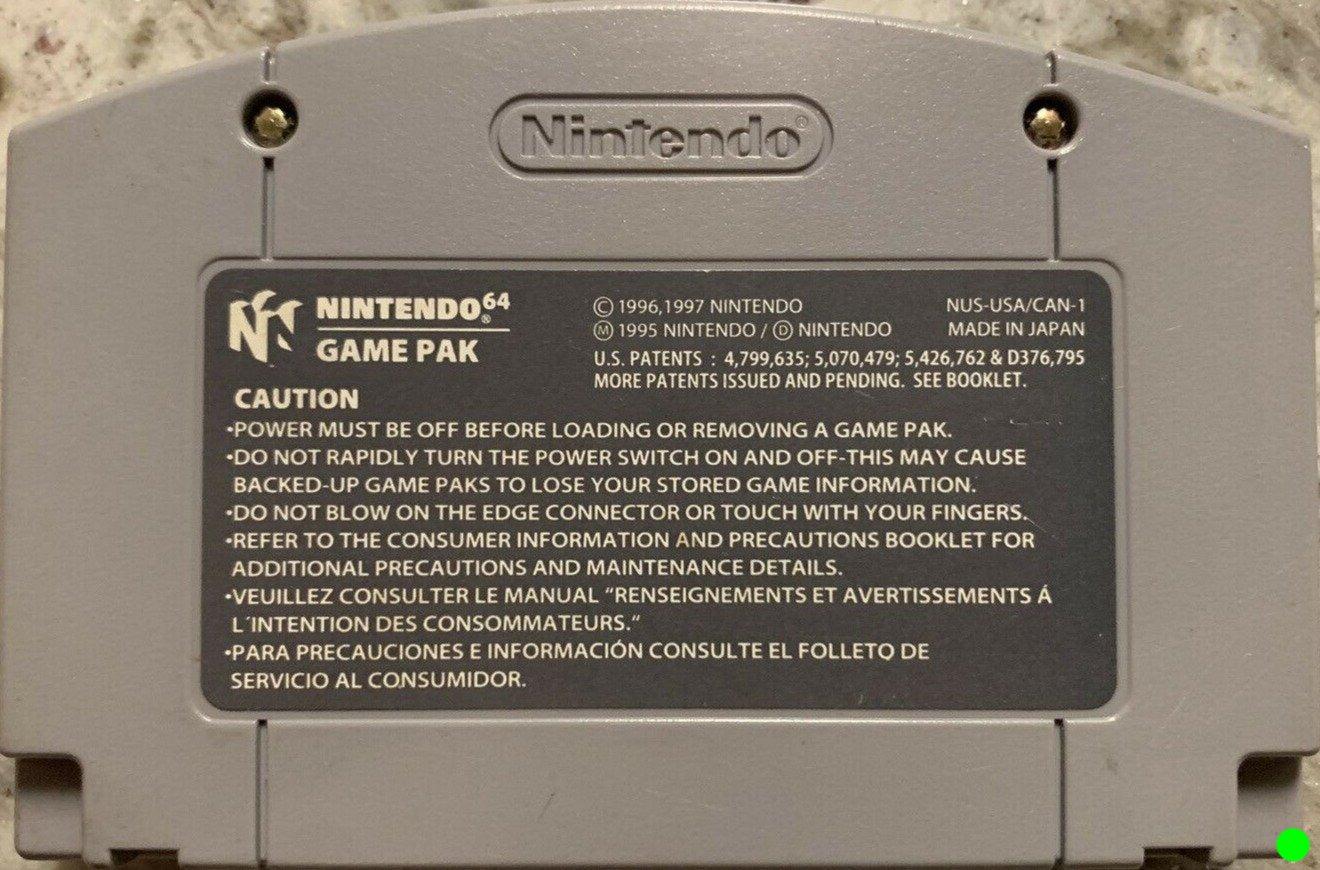 Nintendo®
NINTENDO®64
GAME PAK
Ⓒ 1996,1997 NINTENDO
Ⓜ 1995 NINTENDO / Ⓓ NINTENDO
NUS-USA/CAN-1
MADE IN JAPAN
U.S. PATENTS : 4,799,635; 5,070,479; 5,426,762 & D376,795
MORE PATENTS ISSUED AND PENDING. SEE BOOKLET.
CAUTION
•POWER MUST BE OFF BEFORE LOADING OR REMOVING A GAME PAK.
•DO NOT RAPIDLY TURN THE POWER SWITCH ON AND OFF-THIS MAY CAUSE
BACKED-UP GAME PAKS TO LOSE YOUR STORED GAME INFORMATION.
•DO NOT BLOW ON THE EDGE CONNECTOR OR TOUCH WITH YOUR FINGERS.
•REFER TO THE CONSUMER INFORMATION AND PRECAUTIONS BOOKLET FOR
ADDITIONAL PRECAUTIONS AND MAINTENANCE DETAILS.
•VEUILLEZ CONSULTER LE MANUAL “RENSEIGNEMENTS ET AVERTISSEMENTS Á
L´INTENTION DES CONSOMMATEURS.“
•PARA PRECAUCIONES E INFORMACIÓN CONSULTE EL FOLLETO DE
SERVICIO AL CONSUMIDOR.